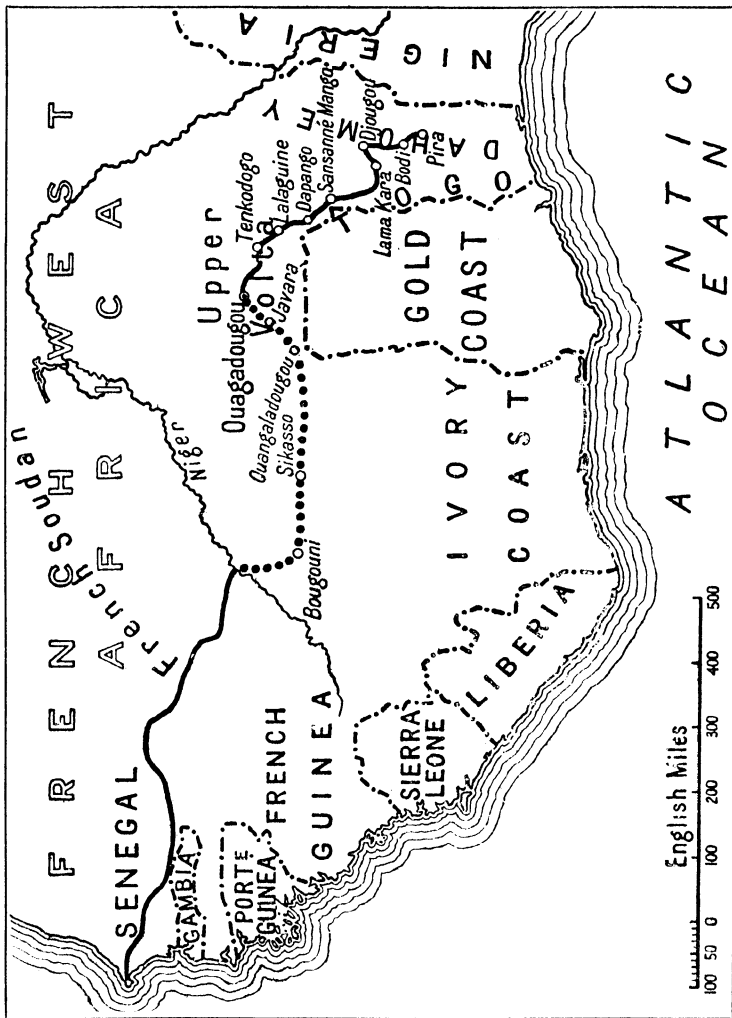 FRENCH WEST
AFRICA
French Soudan
SENEGAL
GAMBIA
PORTE
GUINEA
FRENCH
GUINEA
SIERRA
LEONE
LIBERIA
IVORY
COAST
GOLD
COAST
TOGO
DAHOMEY
NIGERIA
Upper
Volta
Niger
Bougouni
Sikasso
Ouangaladougou
Javara
Ouagadougou
Tenkodogo
Lalaguine
Dapango
Sansanné Mango
Lama Kara
Djougou
Bodi
Pira
ATLANTIC
OCEAN
English Miles
100 50 0 100 200 300 400 500